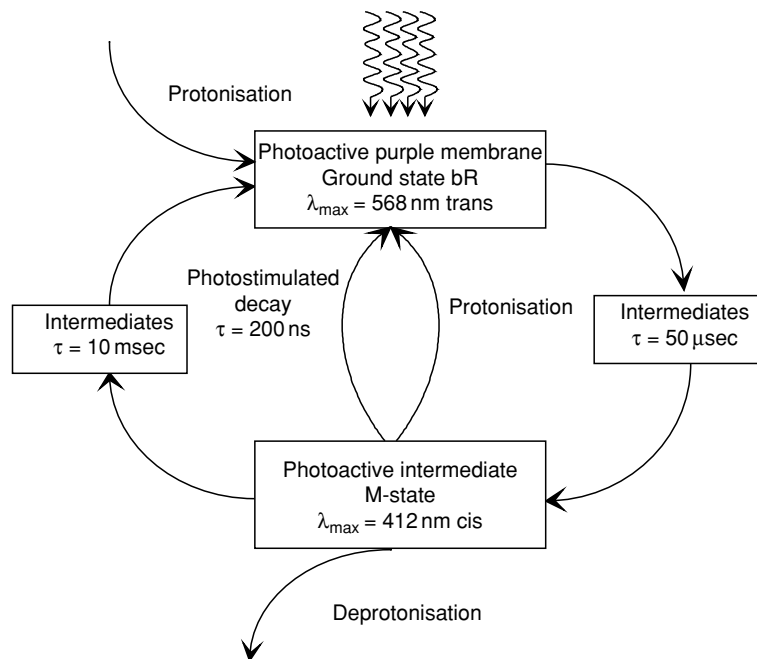 Protonisation
Photoactive purple membrane
Ground state bR
λmax = 568 nm trans
Photostimulated
decay
τ = 200 ns
Protonisation
Intermediates
τ = 10 msec
Intermediates
τ = 50 μsec
Photoactive intermediate
M-state
λmax = 412 nm cis
Deprotonisation